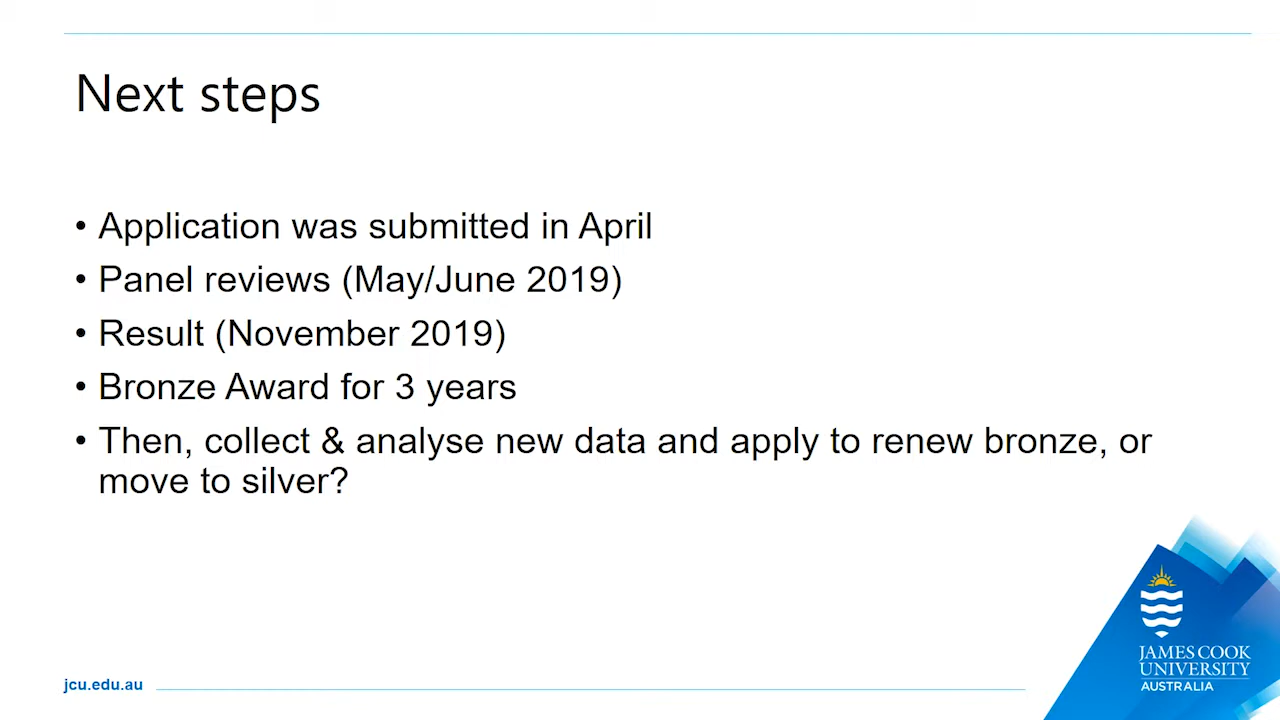 Next steps
• Application was submitted in April
• Panel reviews (May/June 2019)
• Result (November 2019)
• Bronze Award for 3 years
• Then, collect & analyse new data and apply to renew bronze, or
move to silver?
JAMES COOK
UNIVERSITY
AUSTRALIA
jcu.edu.au